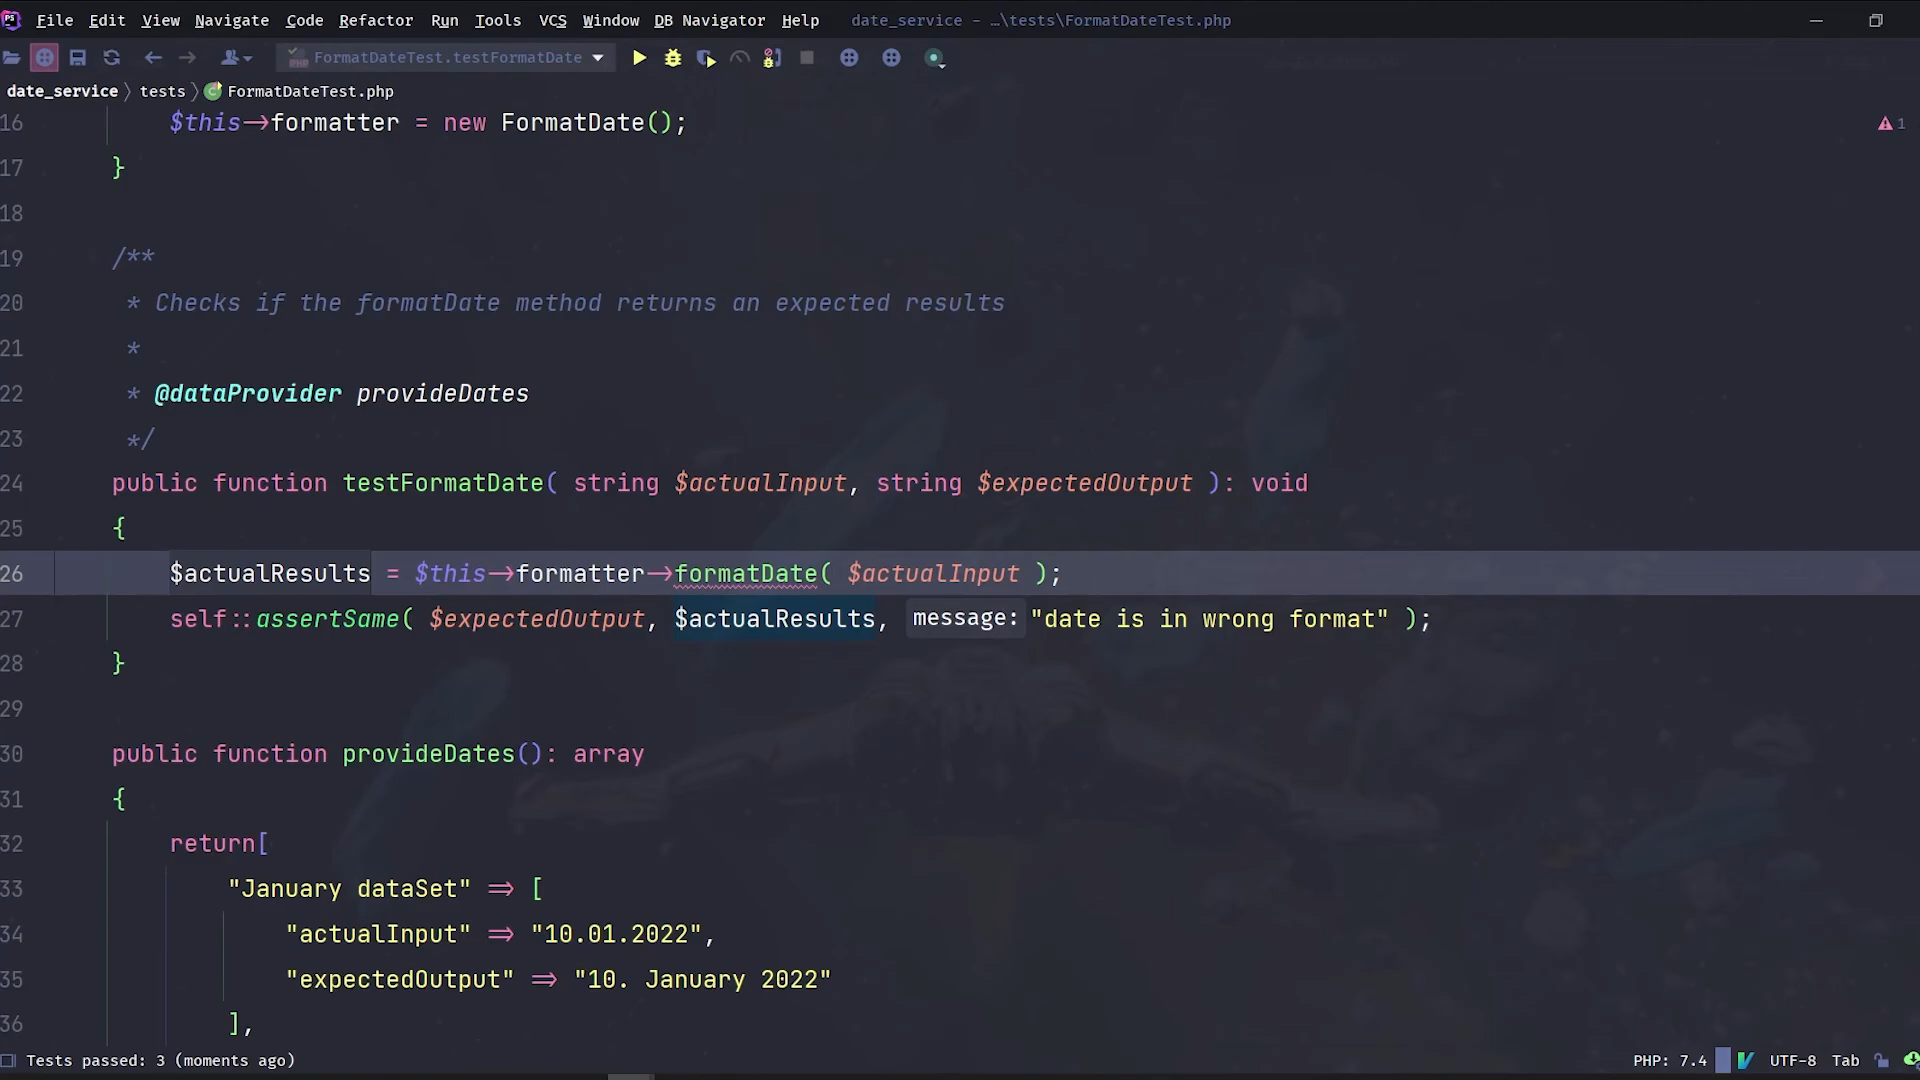 File Edit View Navigate Code Refactor Run Tools VCS Window DB Navigator Help date_service - …\tests\FormatDateTest.php
FormatDateTest.testFormatDate
date_service 〉 tests 〉 FormatDateTest.php
16 $this->formatter = new FormatDate();
1
17 }
18
19 /**
20 * Checks if the formatDate method returns an expected results
21 *
22 * @dataProvider provideDates
23 */
24 public function testFormatDate( string $actualInput, string $expectedOutput ): void
25 {
26 $actualResults = $this->formatter->formatDate( $actualInput );
27 self::assertSame( $expectedOutput, $actualResults, message: "date is in wrong format" );
28 }
29
30 public function provideDates(): array
31 {
32 return[
33 "January dataSet" => [
34 "actualInput" => "10.01.2022",
35 "expectedOutput" => "10. January 2022"
36 ],
Tests passed: 3 (moments ago) PHP: 7.4 UTF-8 Tab